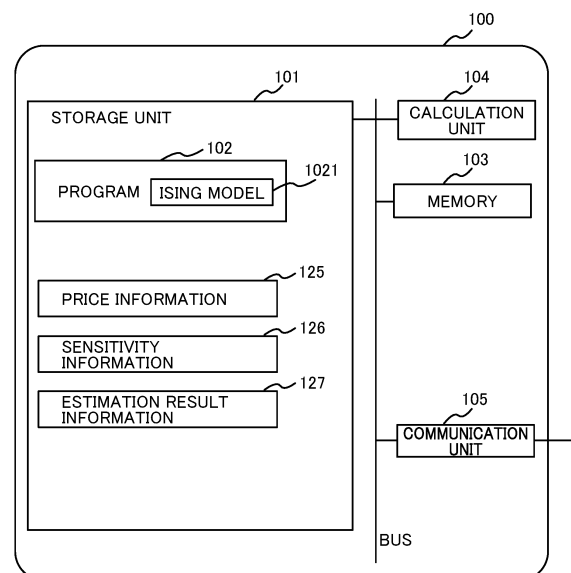 100
101
104
STORAGE UNIT
CALCULATION
UNIT
102
1021
103
PROGRAM
ISING MODEL
MEMORY
125
PRICE INFORMATION
126
SENSITIVITY
INFORMATION
127
ESTIMATION RESULT
INFORMATION
105
COMMUNICATION
UNIT
BUS